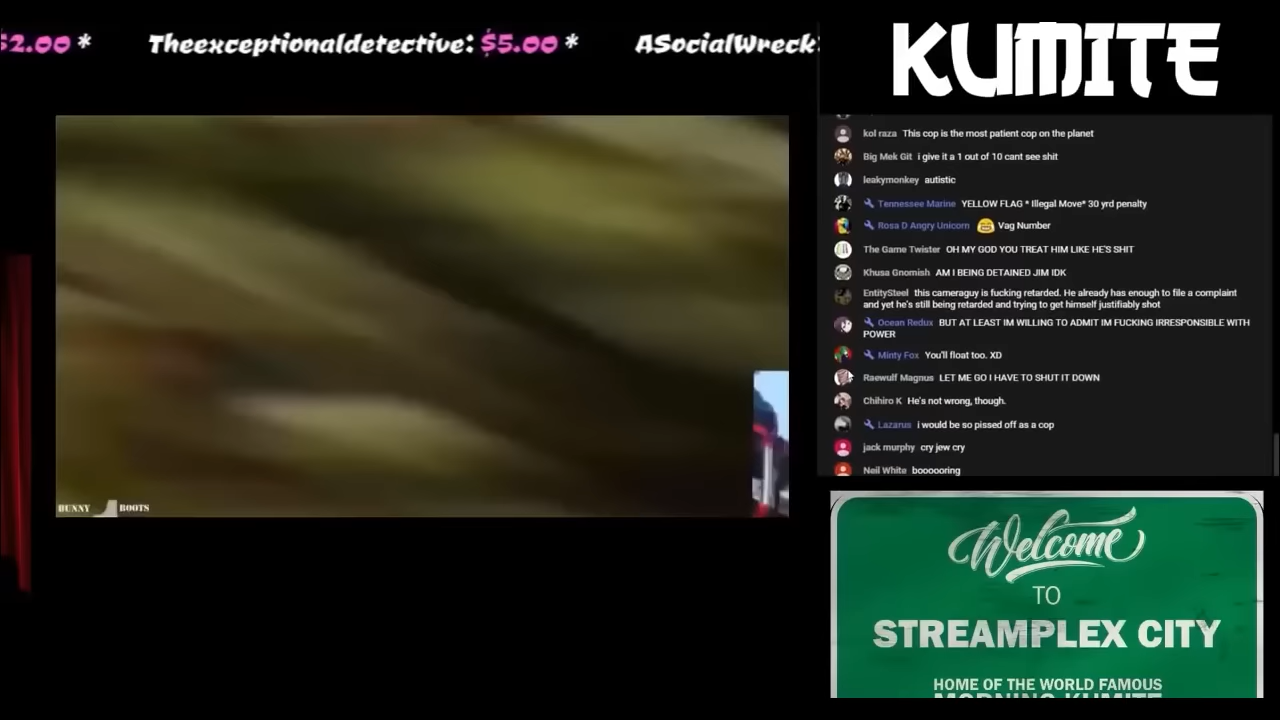 $2.00 * Theexceptionaldetective: $5.00 * ASocialWreck:
KUMITE
kol raza This cop is the most patient cop on the planet
Big Mek Git i give it a 1 out of 10 cant see shit
leakymonkey autistic
Tennessee Marine YELLOW FLAG * Illegal Move* 30 yrd penalty
Rosa D Angry Unicorn 😂 Vag Number
The Game Twister OH MY GOD YOU TREAT HIM LIKE HE'S SHIT
Khusa Gnomish AM I BEING DETAINED JIM IDK
EntitySteel this cameraguy is fucking retarded. He already has enough to file a complaint
and yet he's still being retarded and trying to get himself justifiably shot
Ocean Redux BUT AT LEAST IM WILLING TO ADMIT IM FUCKING IRRESPONSIBLE WITH
POWER
Minty Fox You'll float too. XD
Raewulf Magnus LET ME GO I HAVE TO SHUT IT DOWN
Chihiro K He's not wrong, though.
Lazarus i would be so pissed off as a cop
jack murphy cry jew cry
Neil White boooooring
BUNNY BOOTS
Welcome
TO
STREAMPLEX CITY
HOME OF THE WORLD FAMOUS
MORNING KUMITE